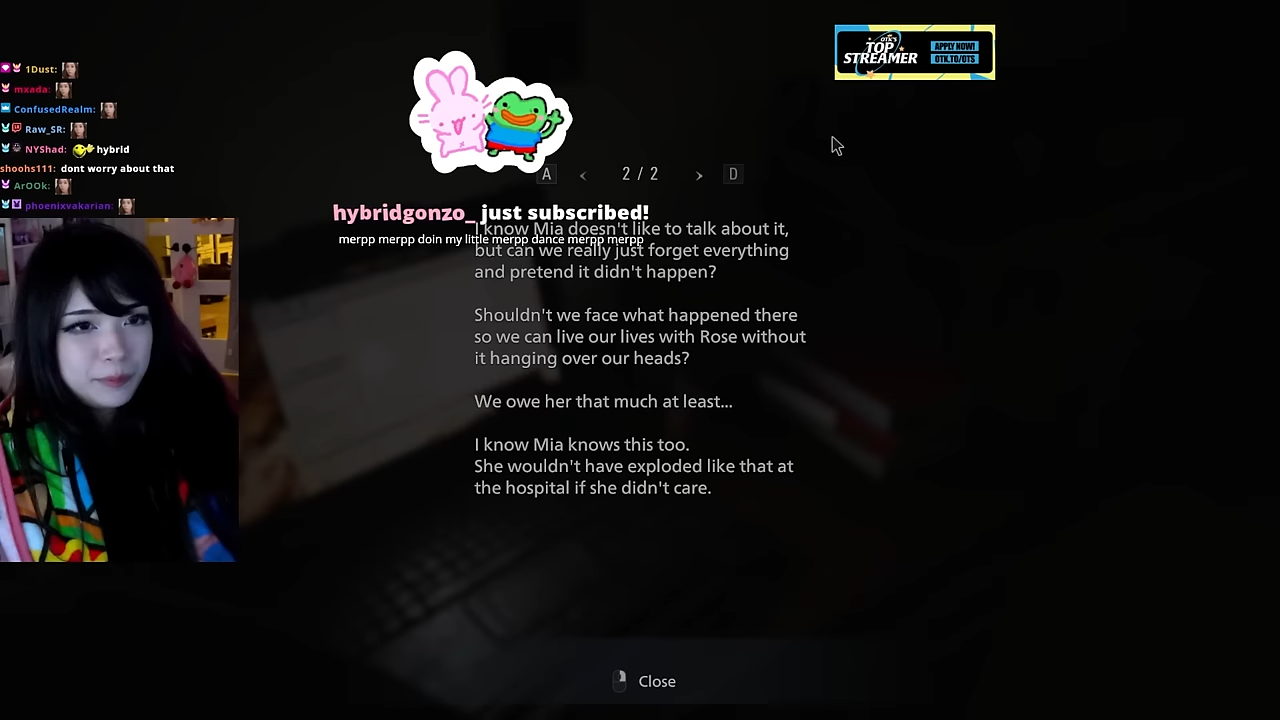 1Dust:
mxada:
ConfusedRealm:
Raw_SR:
NYShad: hybrid
shoohs111: dont worry about that
ArOOk:
phoenixvakarian:
OTK'S
TOP
STREAMER
APPLY NOW!
OTK.TO/OTS
A < 2 / 2 > D
hybridgonzo_ just subscribed!
merpp merpp doin my little merpp dance merpp merpp
I know Mia doesn't like to talk about it,
but can we really just forget everything
and pretend it didn't happen?
Shouldn't we face what happened there
so we can live our lives with Rose without
it hanging over our heads?
We owe her that much at least...
I know Mia knows this too.
She wouldn't have exploded like that at
the hospital if she didn't care.
Close